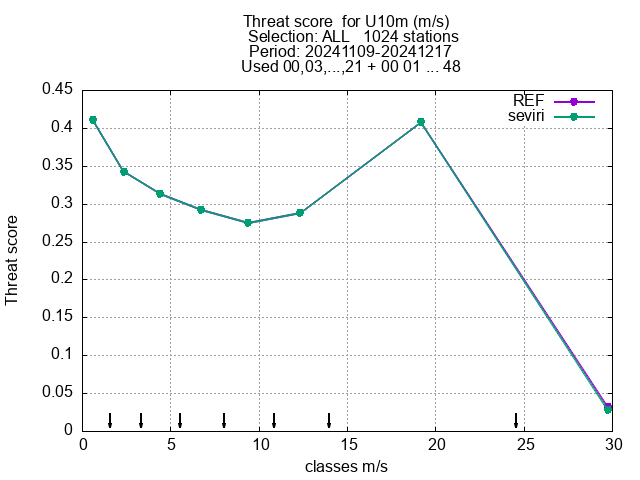 Threat score  for U10m (m/s)
Selection: ALL   1024 stations
Period: 20241109-20241217
Used 00,03,...,21 + 00 01 ... 48
REF
seviri
Threat score
0.45
0.4
0.35
0.3
0.25
0.2
0.15
0.1
0.05
0
0 5 10 15 20 25 30
classes m/s